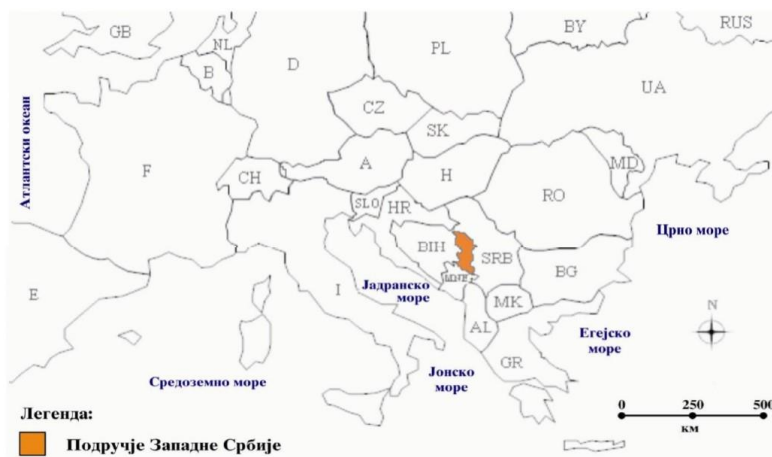 GB
NL
BY
RUS
PL
B
D
UA
CZ
SK
Атлантски океан
F
A
MD
CH
H
RO
SLO
HR
Црно море
BIH
SRB
MNE
BG
E
I
Јадранско
море
MK
N
AL
Егејско
море
GR
Средоземно море
Јонско
море
0 250 500
км
Легенда:
Подручје Западне Србије